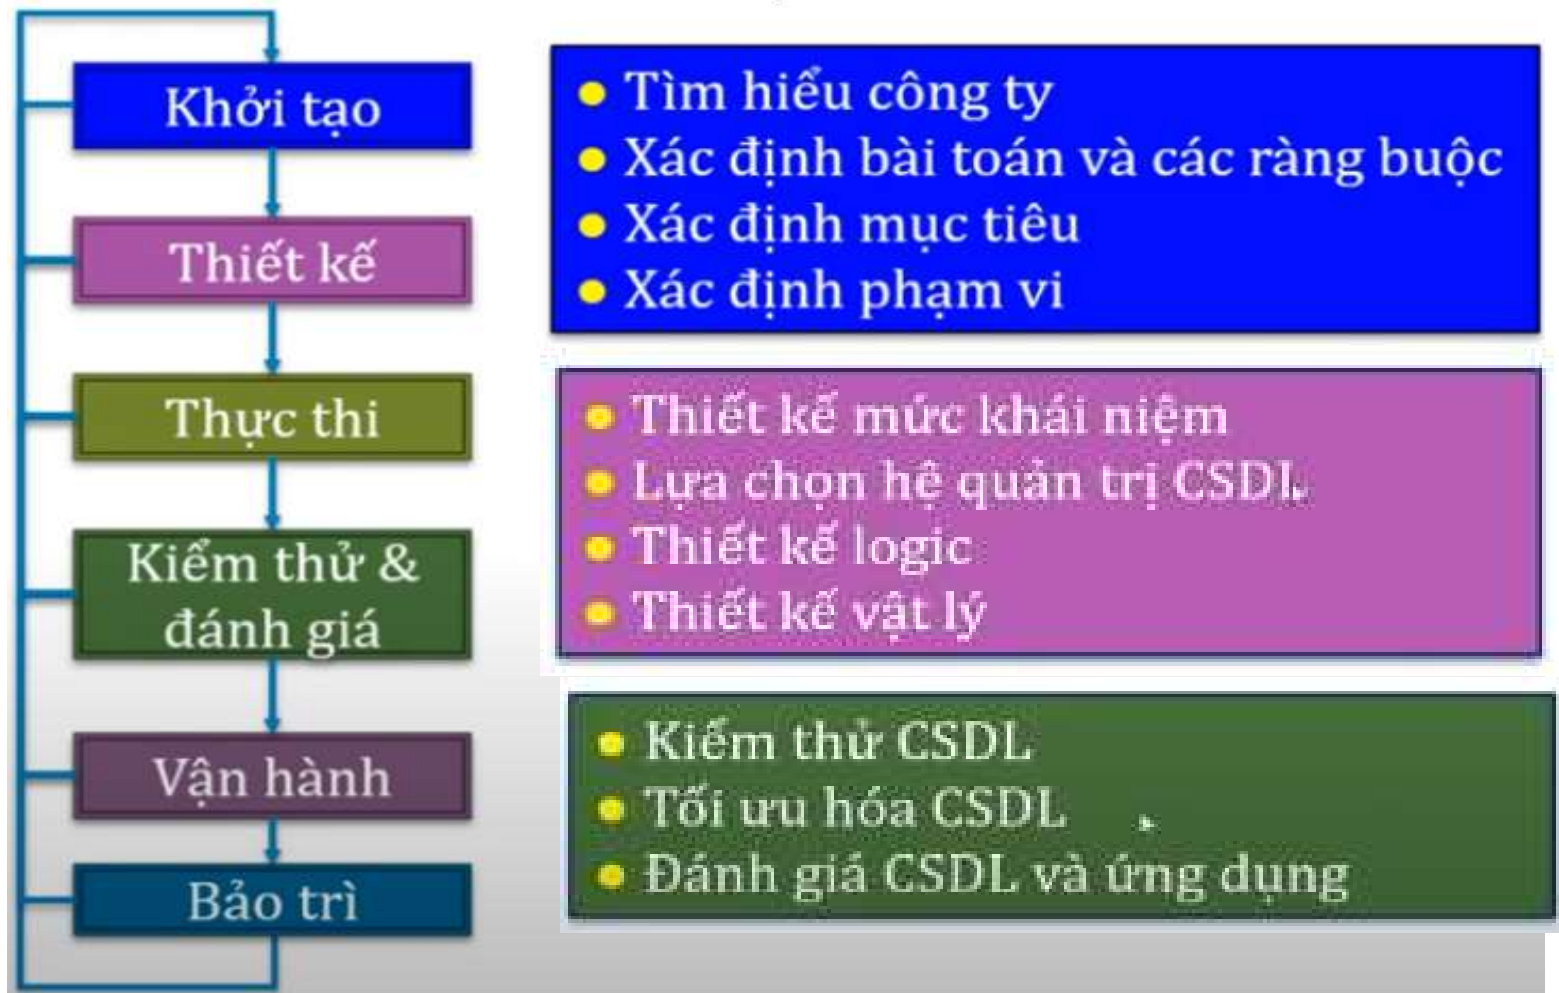 Khởi tạo
Thiết kế
Thực thi
Kiểm thử &
đánh giá
Vận hành
Bảo trì
Tìm hiểu công ty
Xác định bài toán và các ràng buộc
Xác định mục tiêu
Xác định phạm vi
Thiết kế mức khái niệm
Lựa chọn hệ quản trị CSDL
Thiết kế logic
Thiết kế vật lý
Kiểm thử CSDL
Tối ưu hóa CSDL
Đánh giá CSDL và ứng dụng